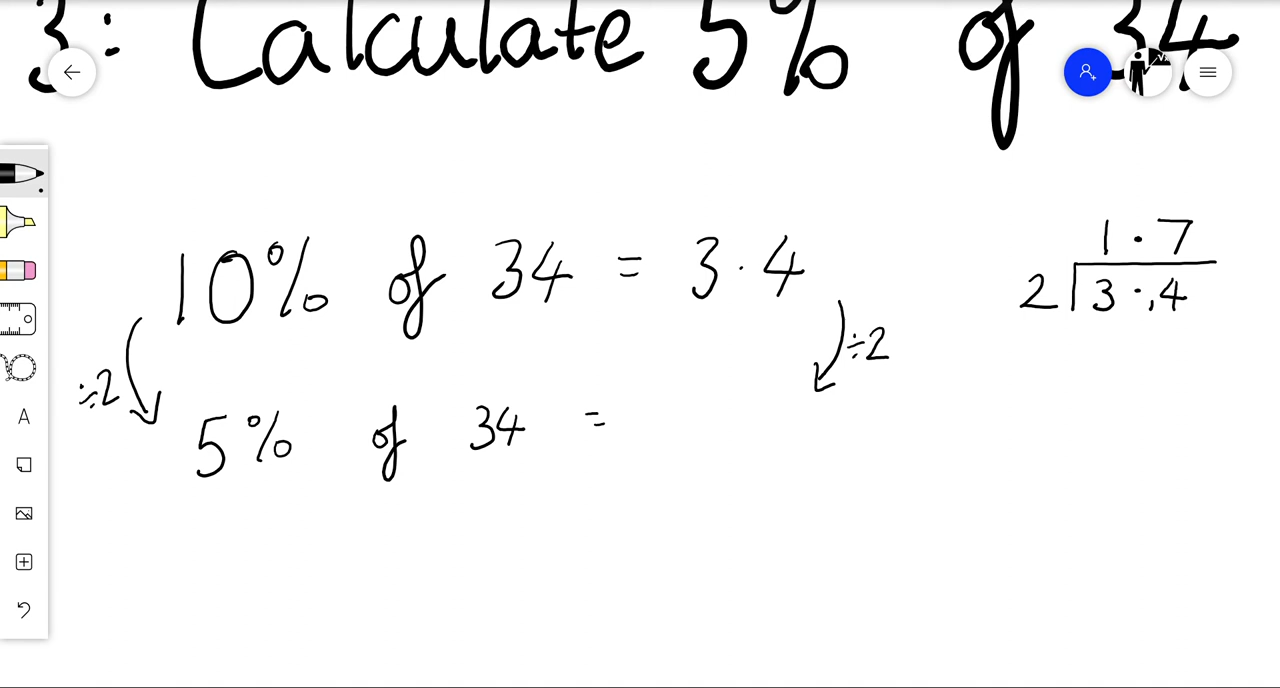 3: Calculate 5% of 34
10% of 34 = 3.4
1.7
2 3.14
÷2
÷2
5% of 34 =
A